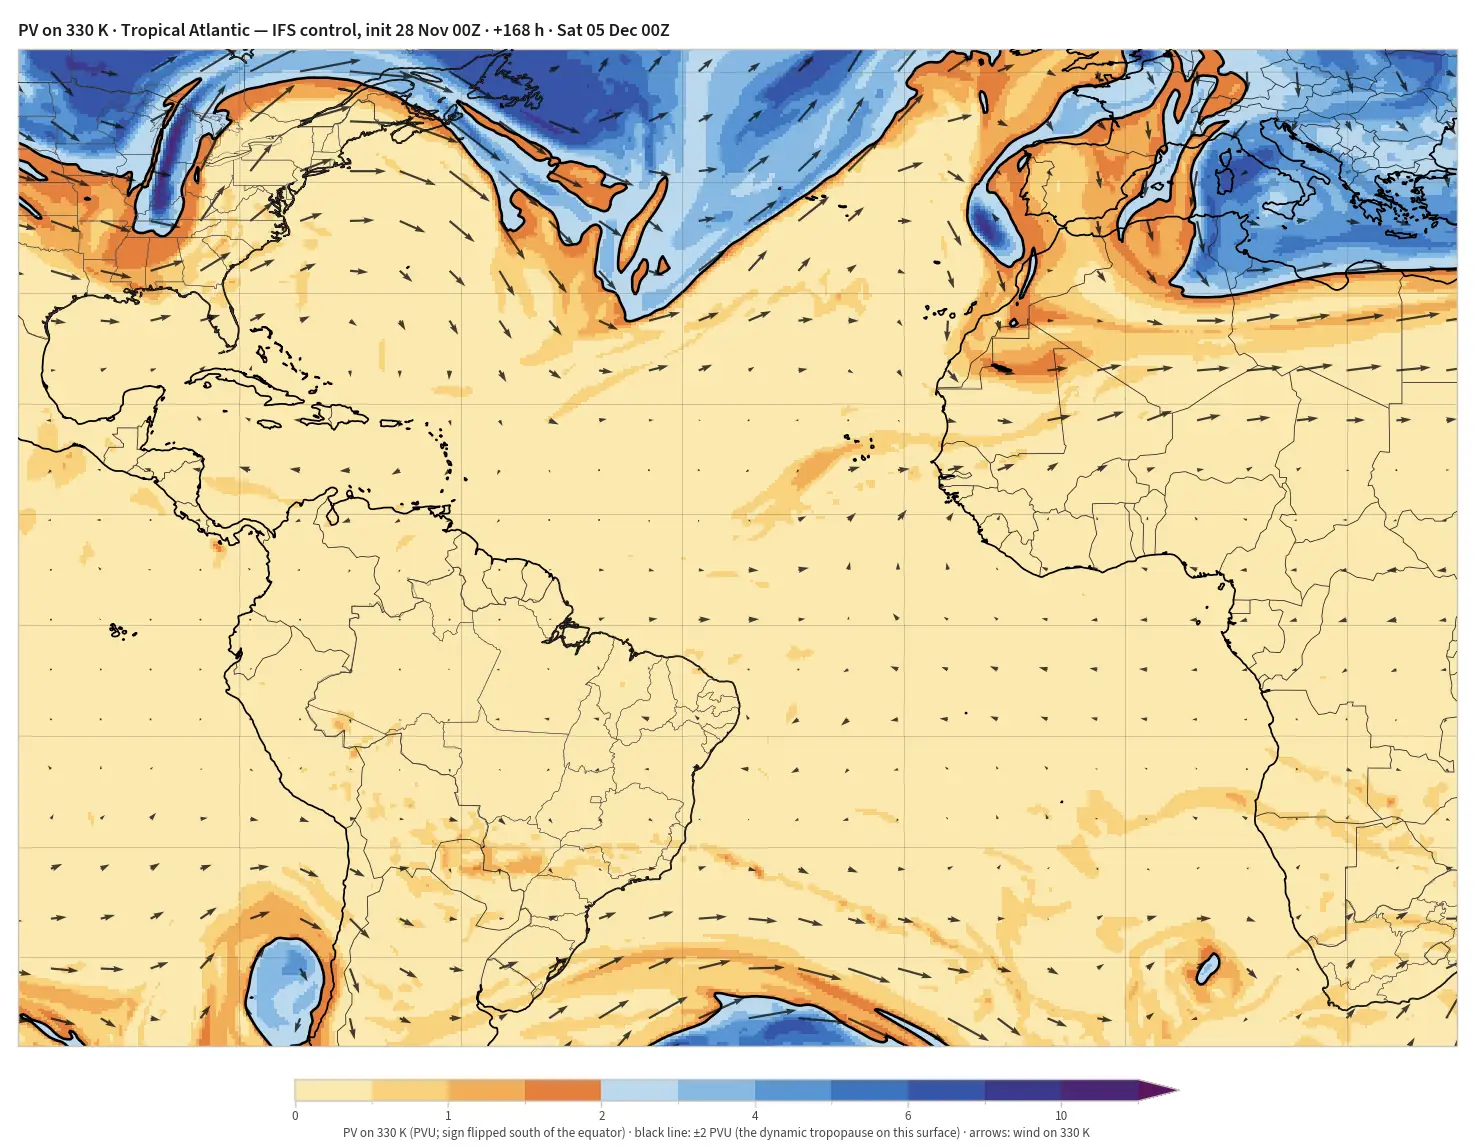 PV on 330 K · Tropical Atlantic — IFS control, init 28 Nov 00Z · +168 h · Sat 05 Dec 00Z
0 1 2 4 6 10
PV on 330 K (PVU; sign flipped south of the equator) · black line: ±2 PVU (the dynamic tropopause on this surface) · arrows: wind on 330 K